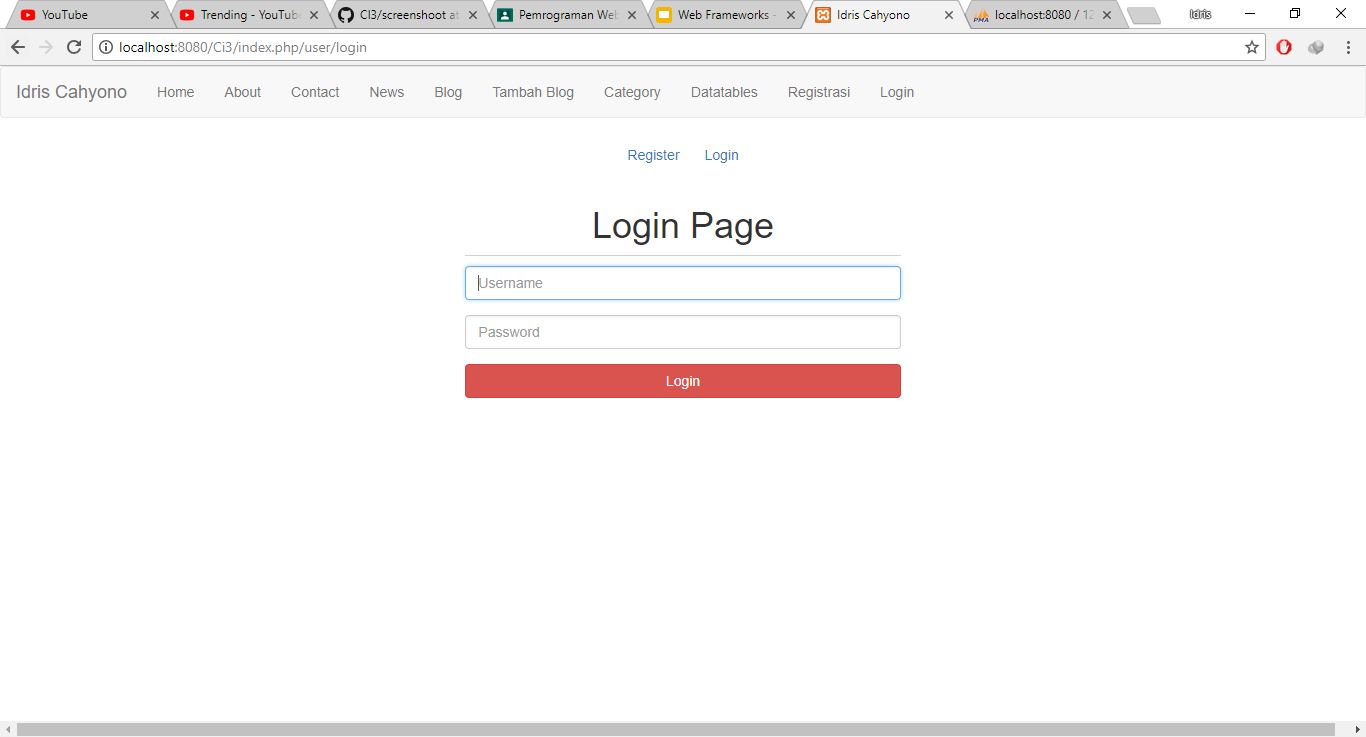 YouTube Trending - YouTub CI3/screenshoot at Pemrograman Web Web Frameworks - Idris Cahyono localhost:8080 / 12 Idris
localhost:8080/Ci3/index.php/user/login
Idris Cahyono Home About Contact News Blog Tambah Blog Category Datatables Registrasi Login
Register Login
Login Page
Username
Password
Login